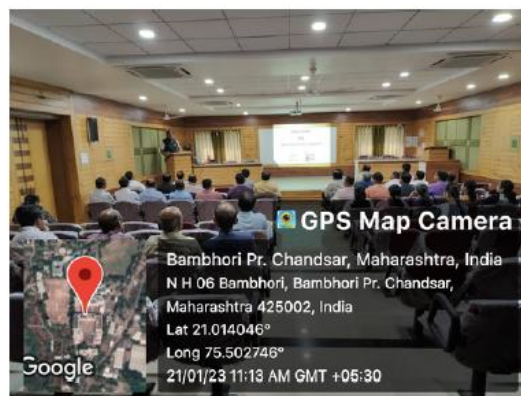 GPS Map Camera
Bambhori Pr. Chandsar, Maharashtra, India
N H 06 Bambhori, Bambhori Pr. Chandsar,
Maharashtra 425002, India
Lat 21.014046°
Long 75.502746°
21/01/23 11:13 AM GMT +05:30
Google